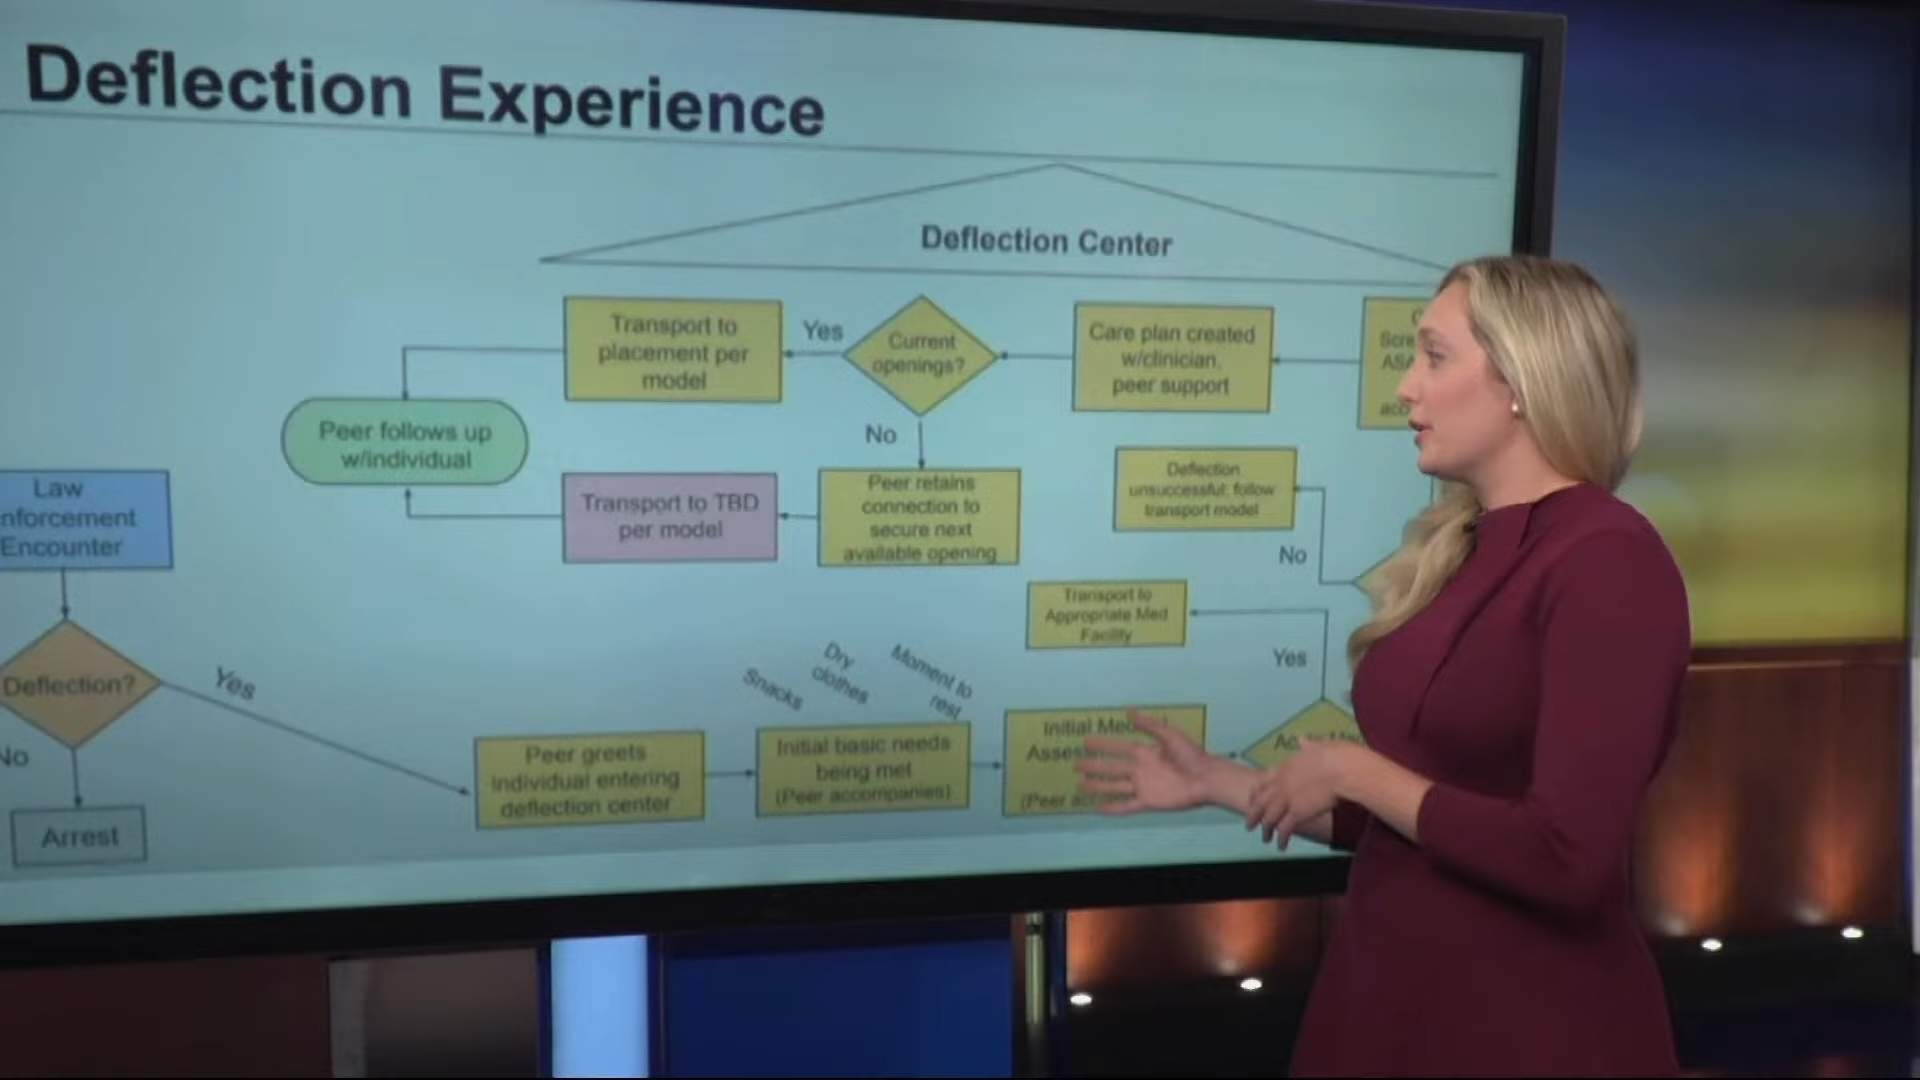 Deflection Experience
Deflection Center
Transport to
placement per
model
Yes
Current
openings?
Care plan created
w/clinician,
peer support
No
Peer follows up
w/individual
Transport to TBD
per model
Peer retains
connection to
secure next
available opening
Deflection
unsuccessful; follow
transport model
No
Law
nforcement
Encounter
Transport to
Appropriate Med
Facility
Yes
Deflection?
Yes
Snacks
Dry
clothes
Moment to
rest
No
Arrest
Peer greets
individual entering
deflection center
Initial basic needs
being met
(Peer accompanies)
Initial
(Peer